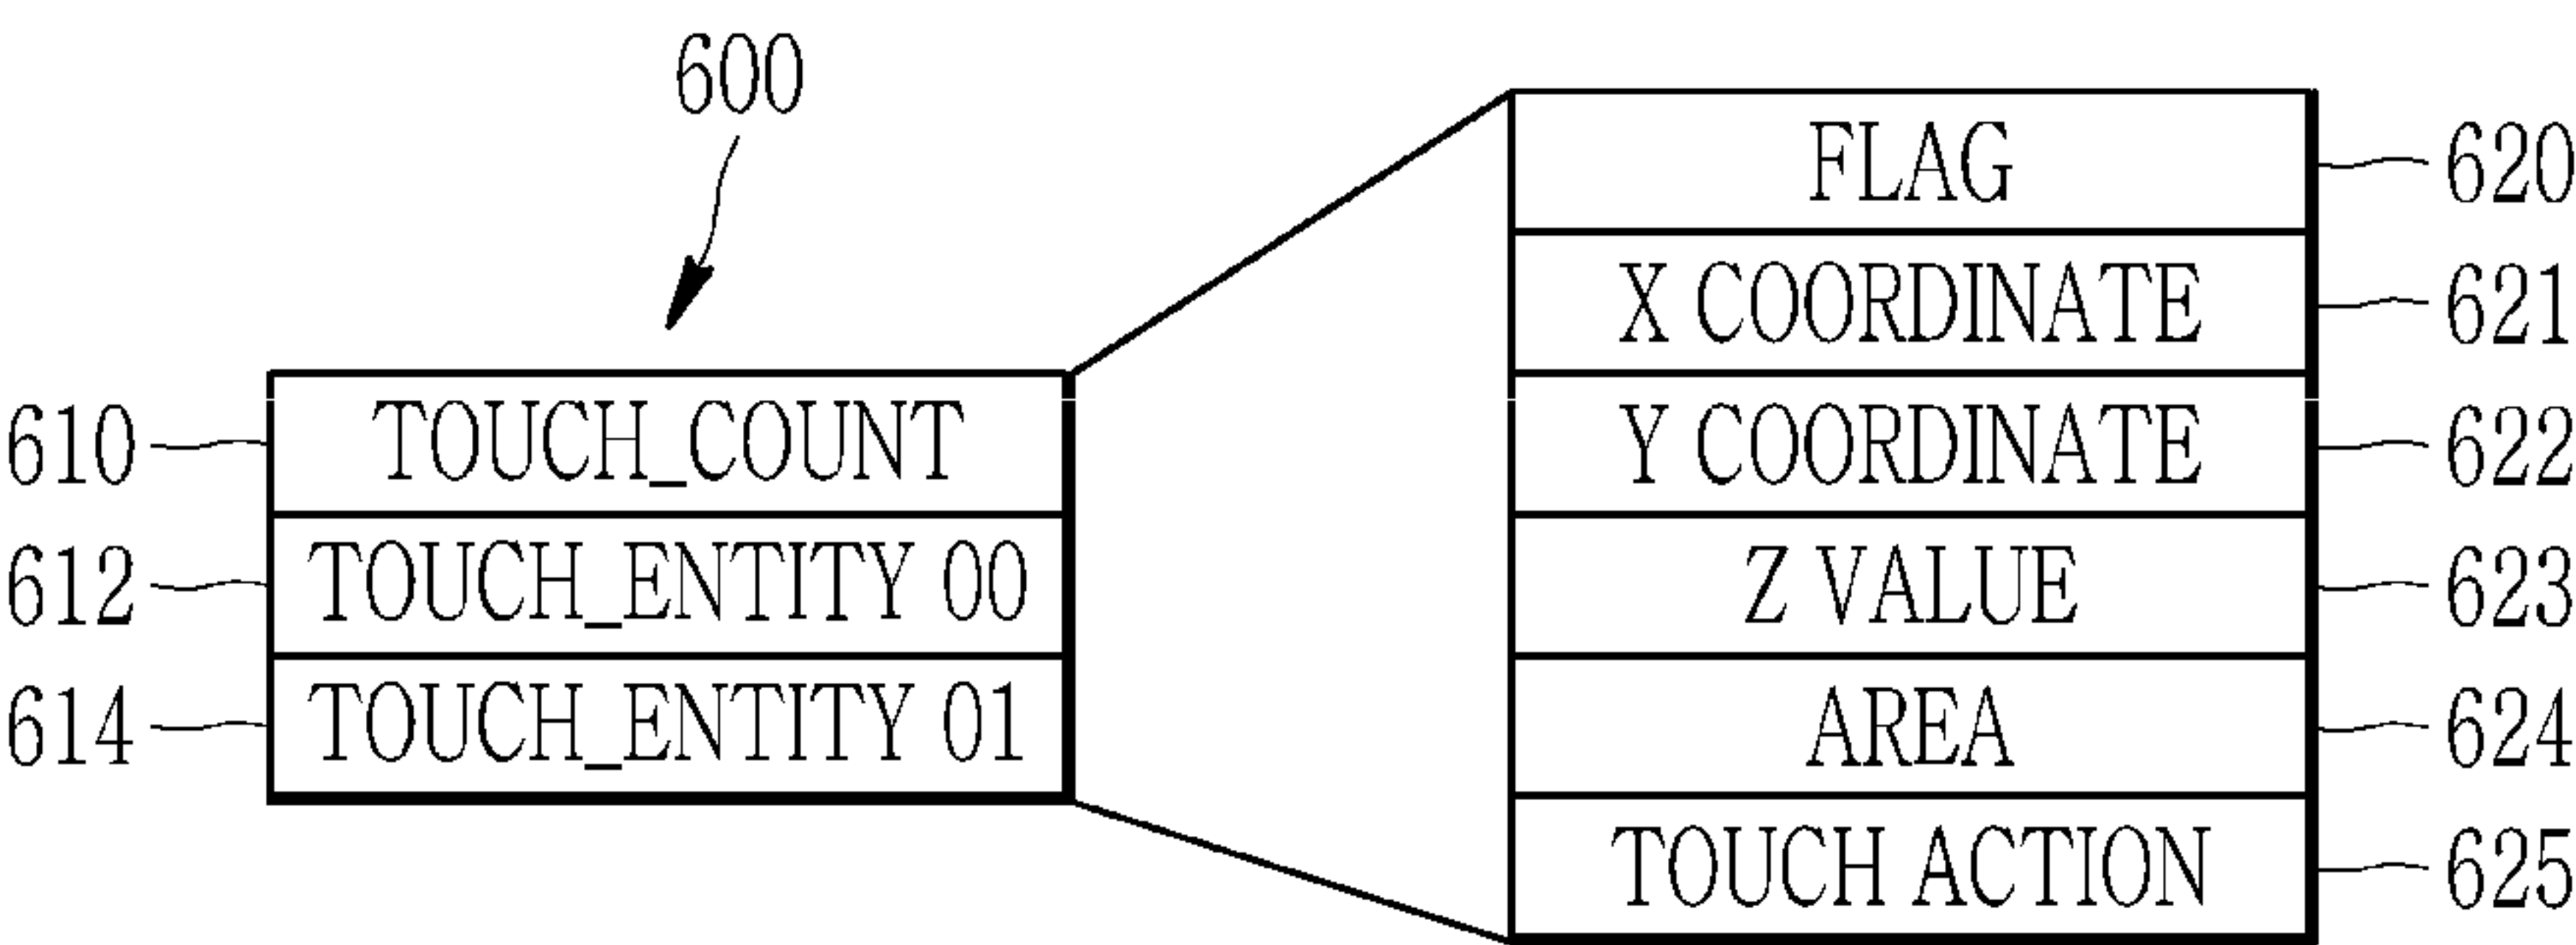 600
610 TOUCH_COUNT
612 TOUCH_ENTITY 00
614 TOUCH_ENTITY 01
FLAG 620
X COORDINATE 621
Y COORDINATE 622
Z VALUE 623
AREA 624
TOUCH ACTION 625